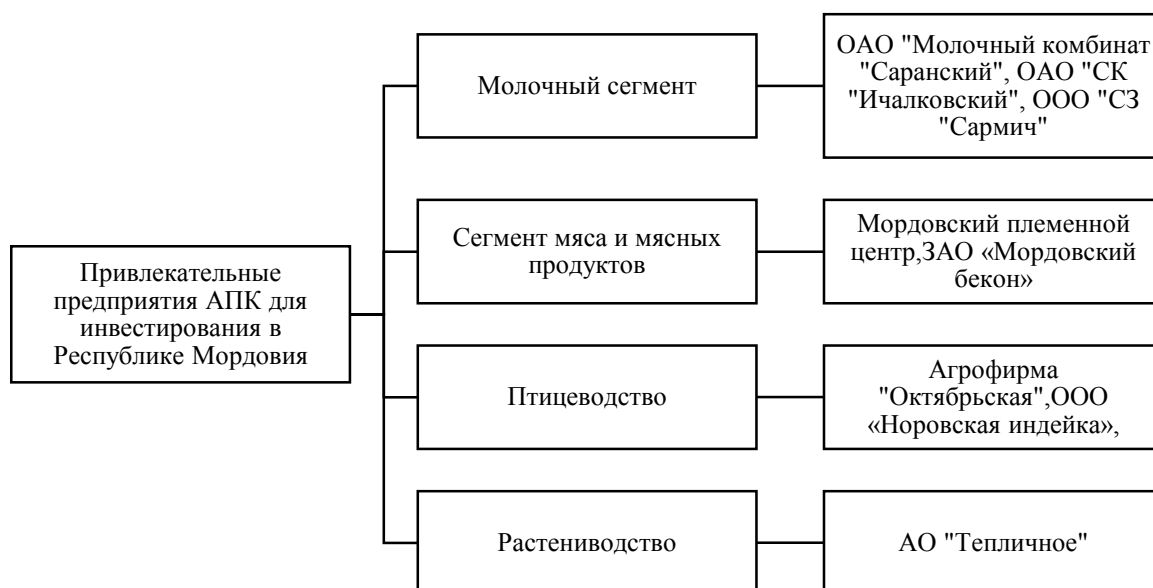 Привлекательные
предприятия АПК для
инвестирования в
Республике Мордовия
Молочный сегмент
ОАО "Молочный комбинат
"Саранский", ОАО "СК
"Ичалковский", ООО "СЗ
"Сармич"
Сегмент мяса и мясных
продуктов
Мордовский племенной
центр,ЗАО «Мордовский
бекон»
Птицеводство
Агрофирма
"Октябрьская",ООО
«Норовская индейка»,
Растениводство
АО "Тепличное"